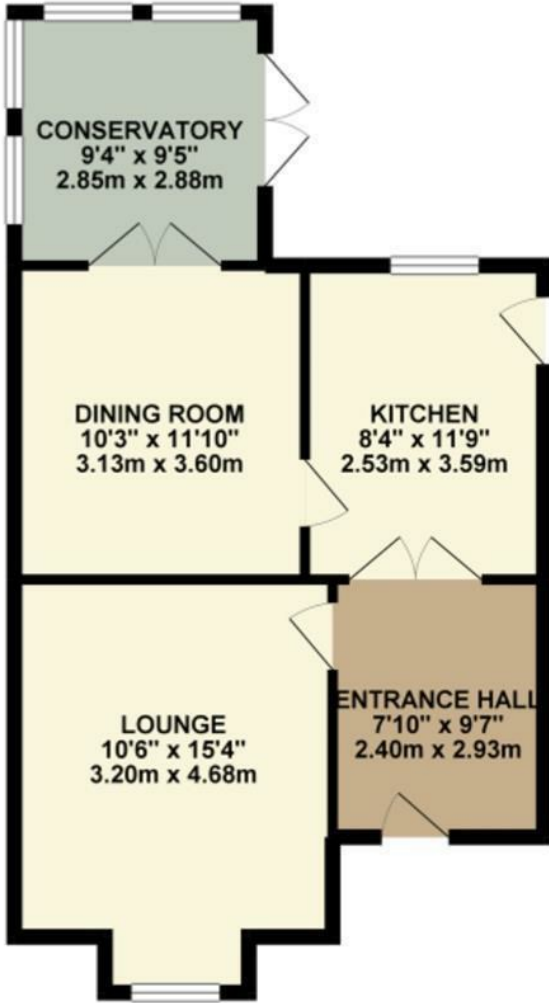 CONSERVATORY
9'4" x 9'5"
2.85m x 2.88m
DINING ROOM
10'3" x 11'10"
3.13m x 3.60m
KITCHEN
8'4" x 11'9"
2.53m x 3.59m
LOUNGE
10'6" x 15'4"
3.20m x 4.68m
ENTRANCE HALL
7'10" x 9'7"
2.40m x 2.93m